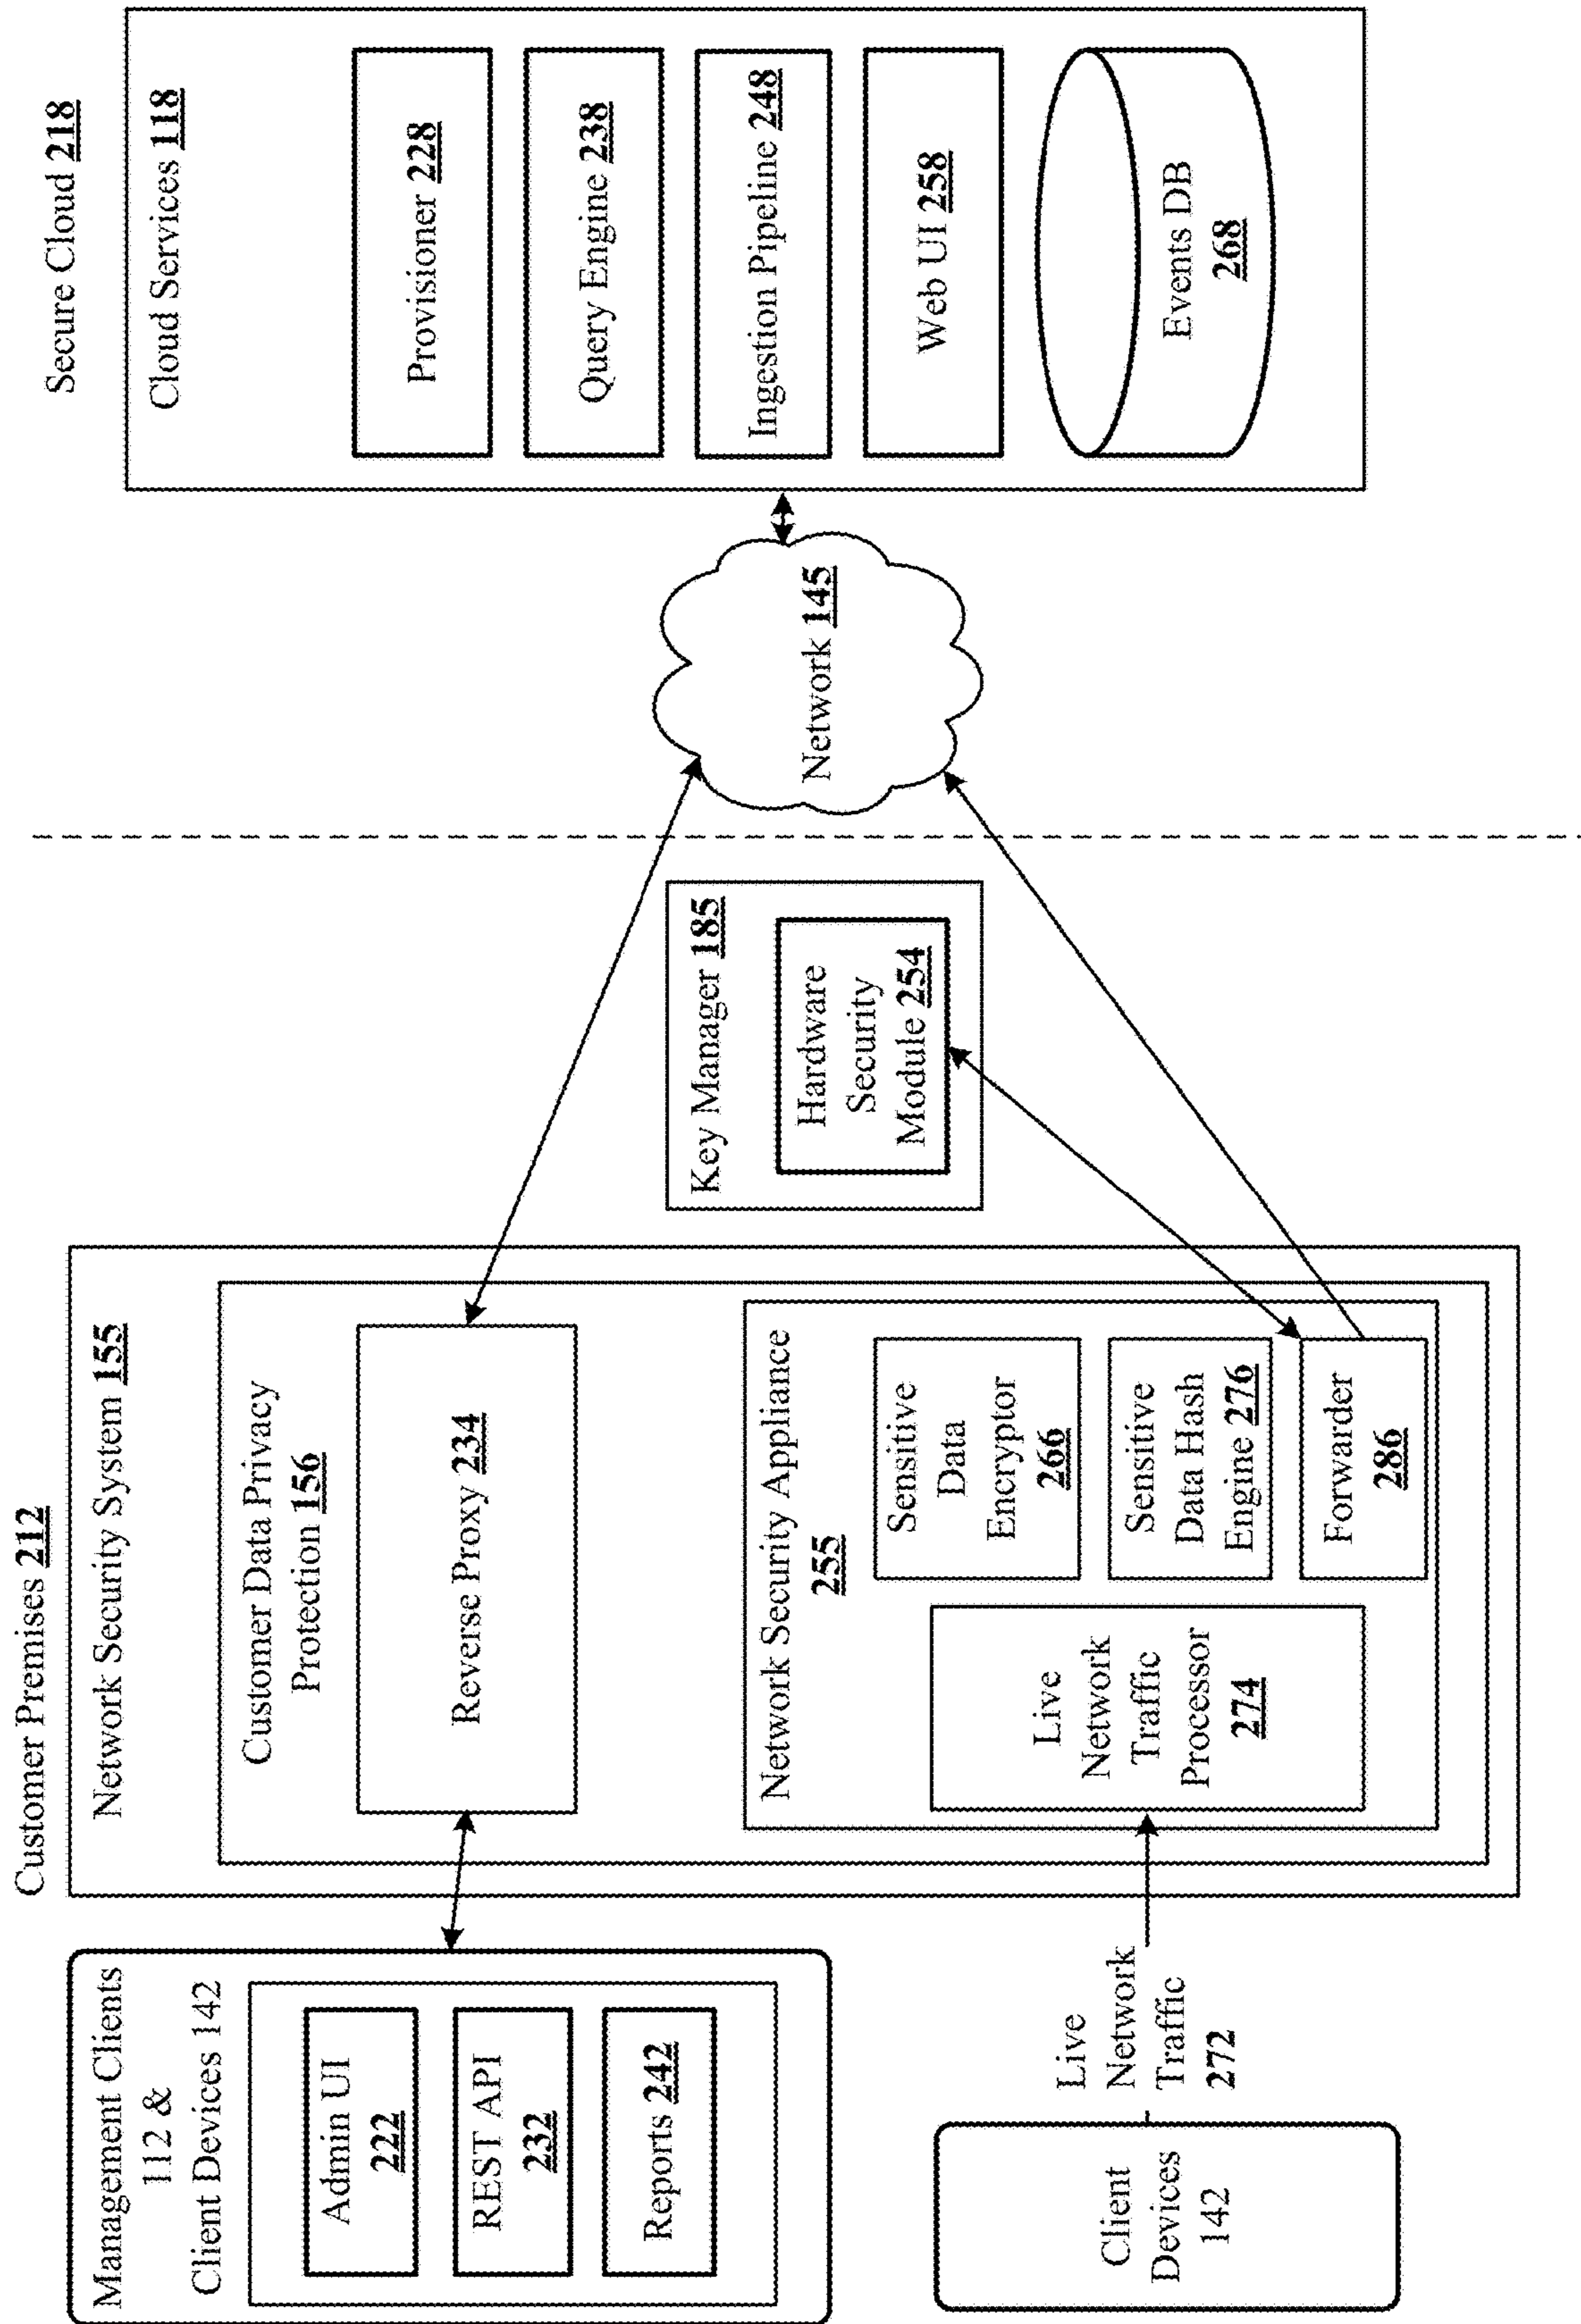 Customer Premises 212
Secure Cloud 218
Management Clients
112 &
Client Devices 142
Admin UI
222
REST API
232
Reports 242
Client
Devices
142
Live
Network
Traffic
272
Network Security System 155
Customer Data Privacy
Protection 156
Reverse Proxy 234
Network Security Appliance
255
Live
Network
Traffic
Processor
274
Sensitive
Data
Encryptor
266
Sensitive
Data Hash
Engine 276
Forwarder
286
Key Manager 185
Hardware
Security
Module 254
Network 145
Cloud Services 118
Provisioner 228
Query Engine 238
Ingestion Pipeline 248
Web UI 258
Events DB
268